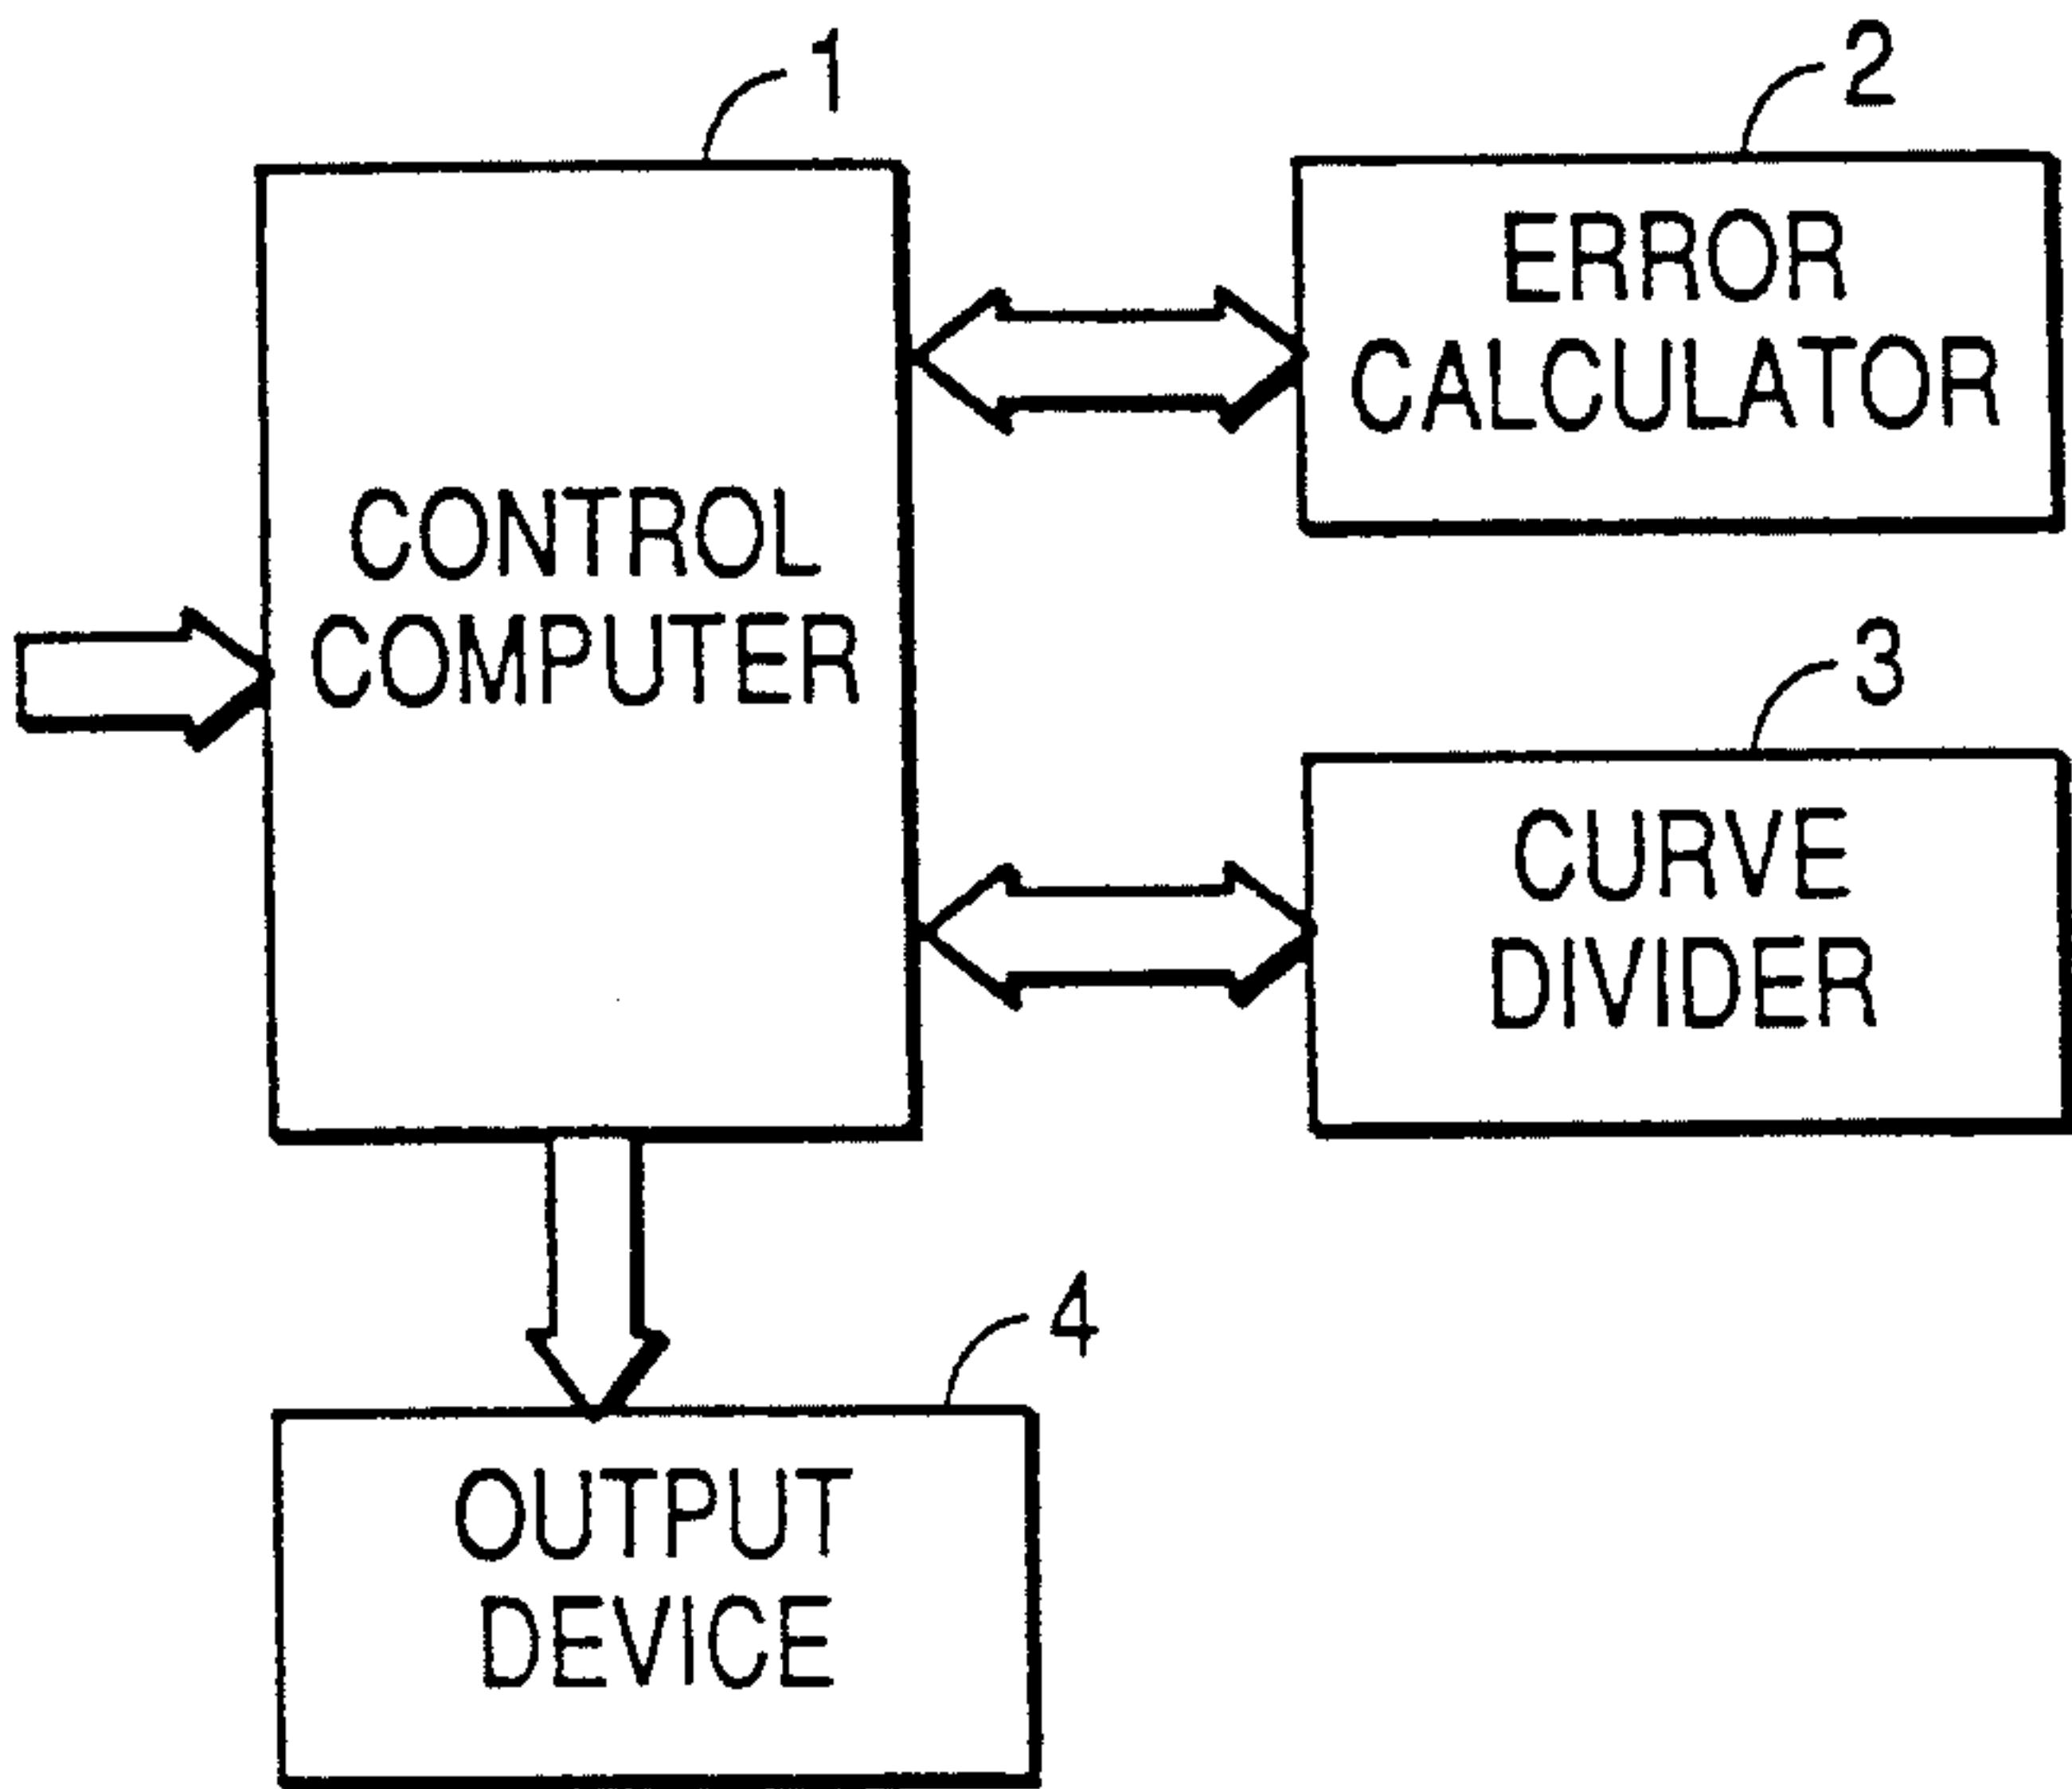 1
CONTROL
COMPUTER
2
ERROR
CALCULATOR
3
CURVE
DIVIDER
4
OUTPUT
DEVICE